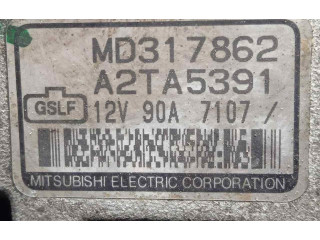 MD317862
A2TA5391
GSLF 12V 90A 7107 /
MITSUBISHI ELECTRIC CORPORATION